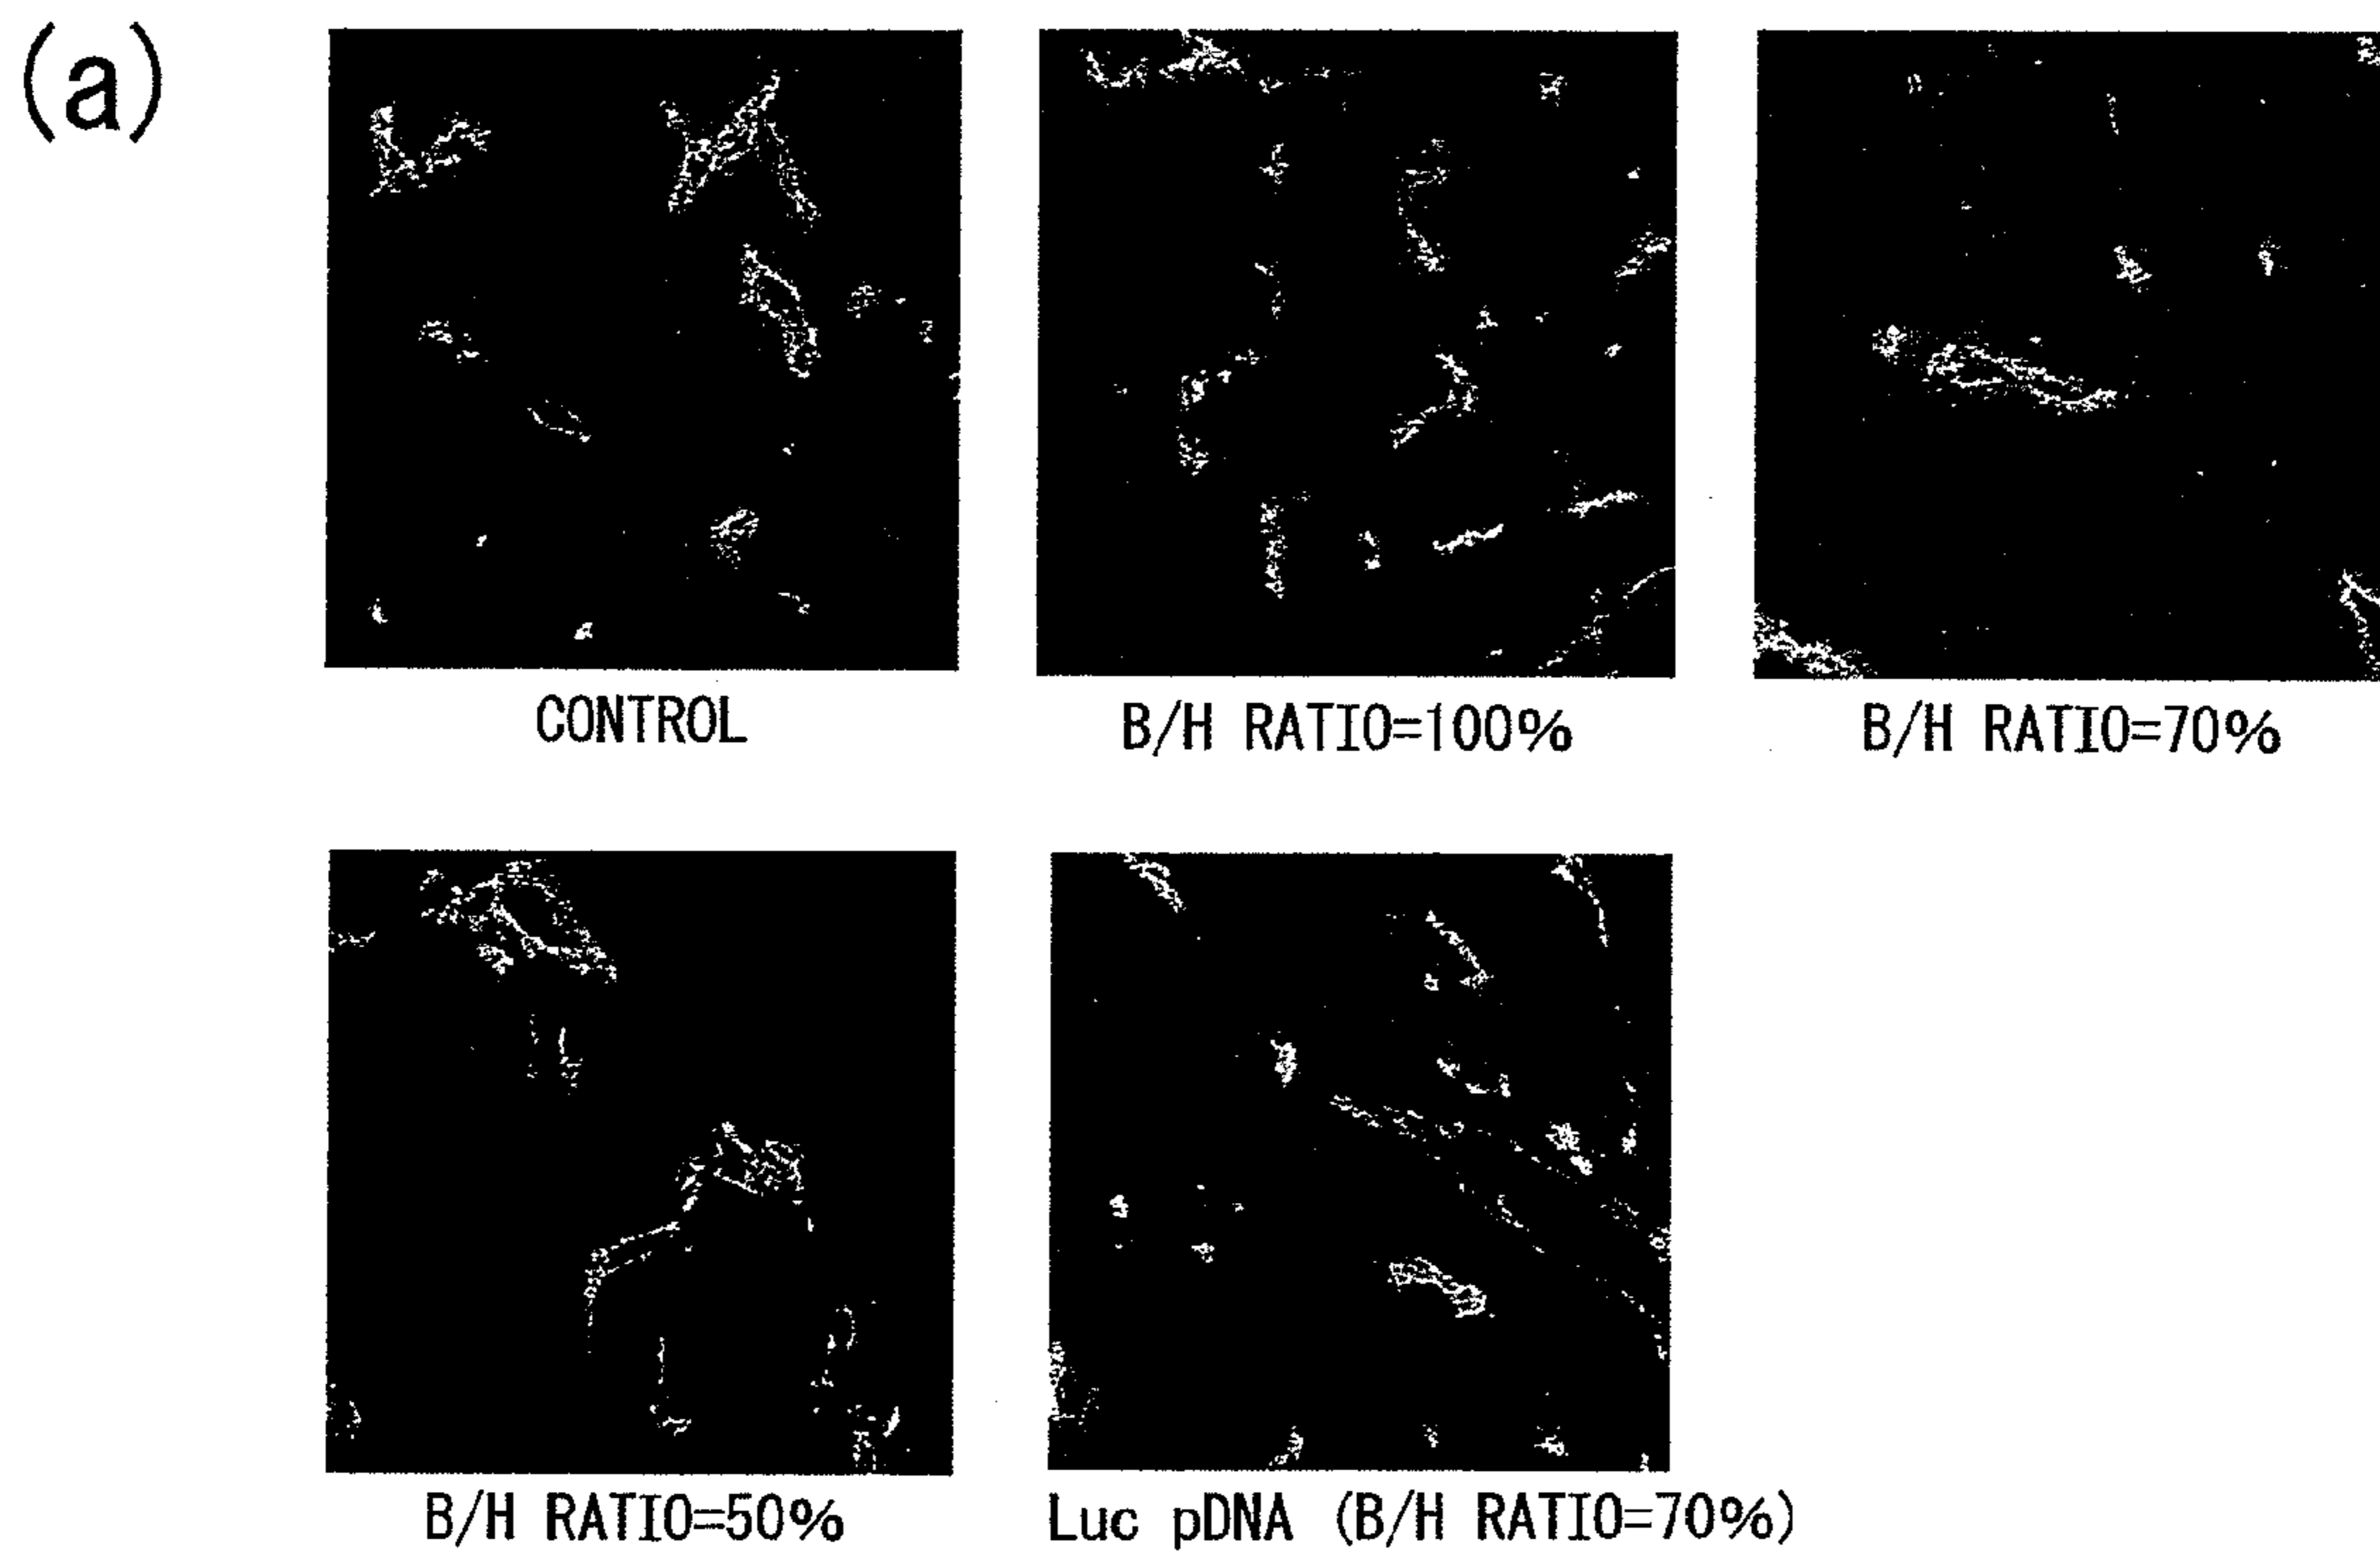 (a)
CONTROL
B/H RATIO=100%
B/H RATIO=70%
B/H RATIO=50%
Luc pDNA (B/H RATIO=70%)